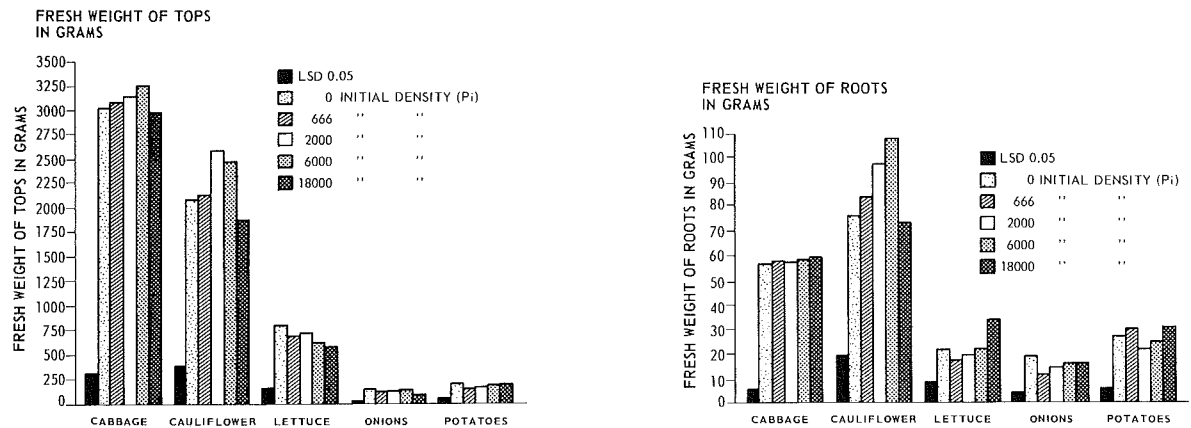 FRESH WEIGHT OF TOPS
IN GRAMS
FRESH WEIGHT OF TOPS IN GRAMS
3500
3250
3000
2750
2500
2250
2000
1750
1500
1250
1000
750
500
250
0
LSD 0.05
0 INITIAL DENSITY (Pi)
666 '' ''
2000 '' ''
6000 '' ''
18000 '' ''
CABBAGE CAULIFLOWER LETTUCE ONIONS POTATOES
FRESH WEIGHT OF ROOTS
IN GRAMS
FRESH WEIGHT OF ROOTS IN GRAMS
110
100
90
80
70
60
50
40
30
20
10
0
LSD 0.05
0 INITIAL DENSITY (Pi)
666 '' ''
2000 '' ''
6000 '' ''
18000 '' ''
CABBAGE CAULIFLOWER LETTUCE ONIONS POTATOES